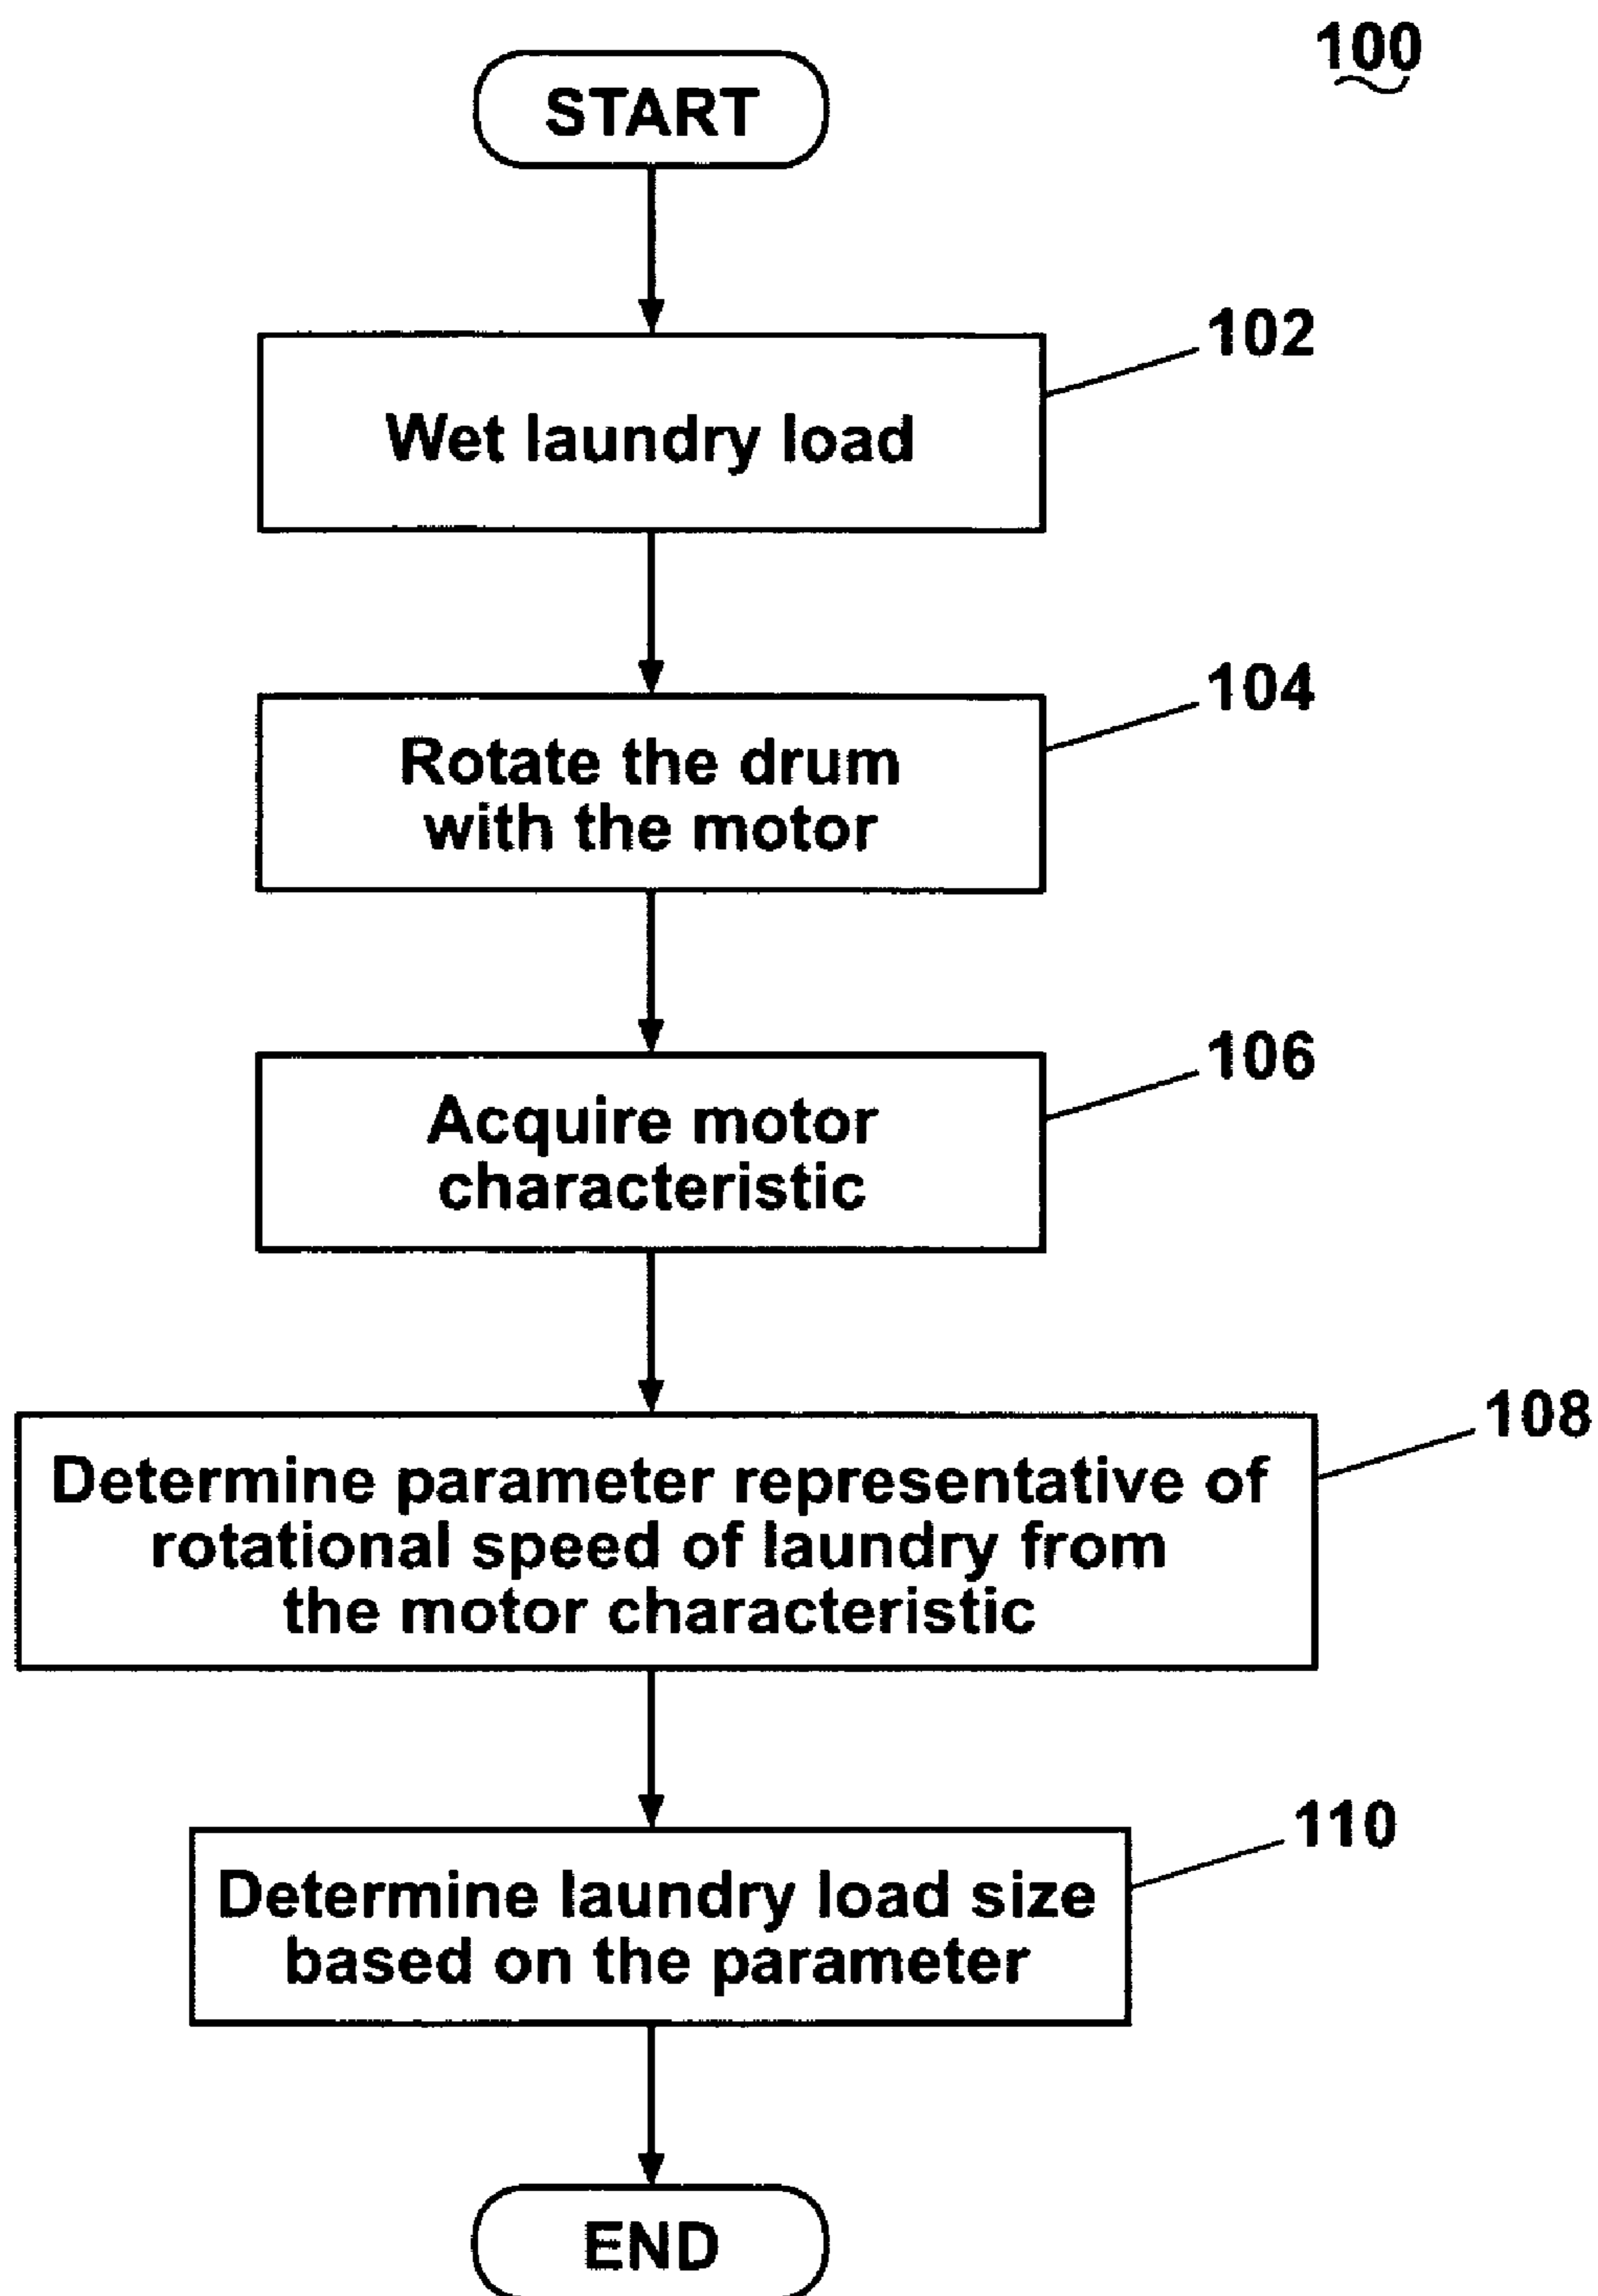 100
START
102
Wet laundry load
104
Rotate the drum
with the motor
106
Acquire motor
characteristic
108
Determine parameter representative of
rotational speed of laundry from
the motor characteristic
110
Determine laundry load size
based on the parameter
END